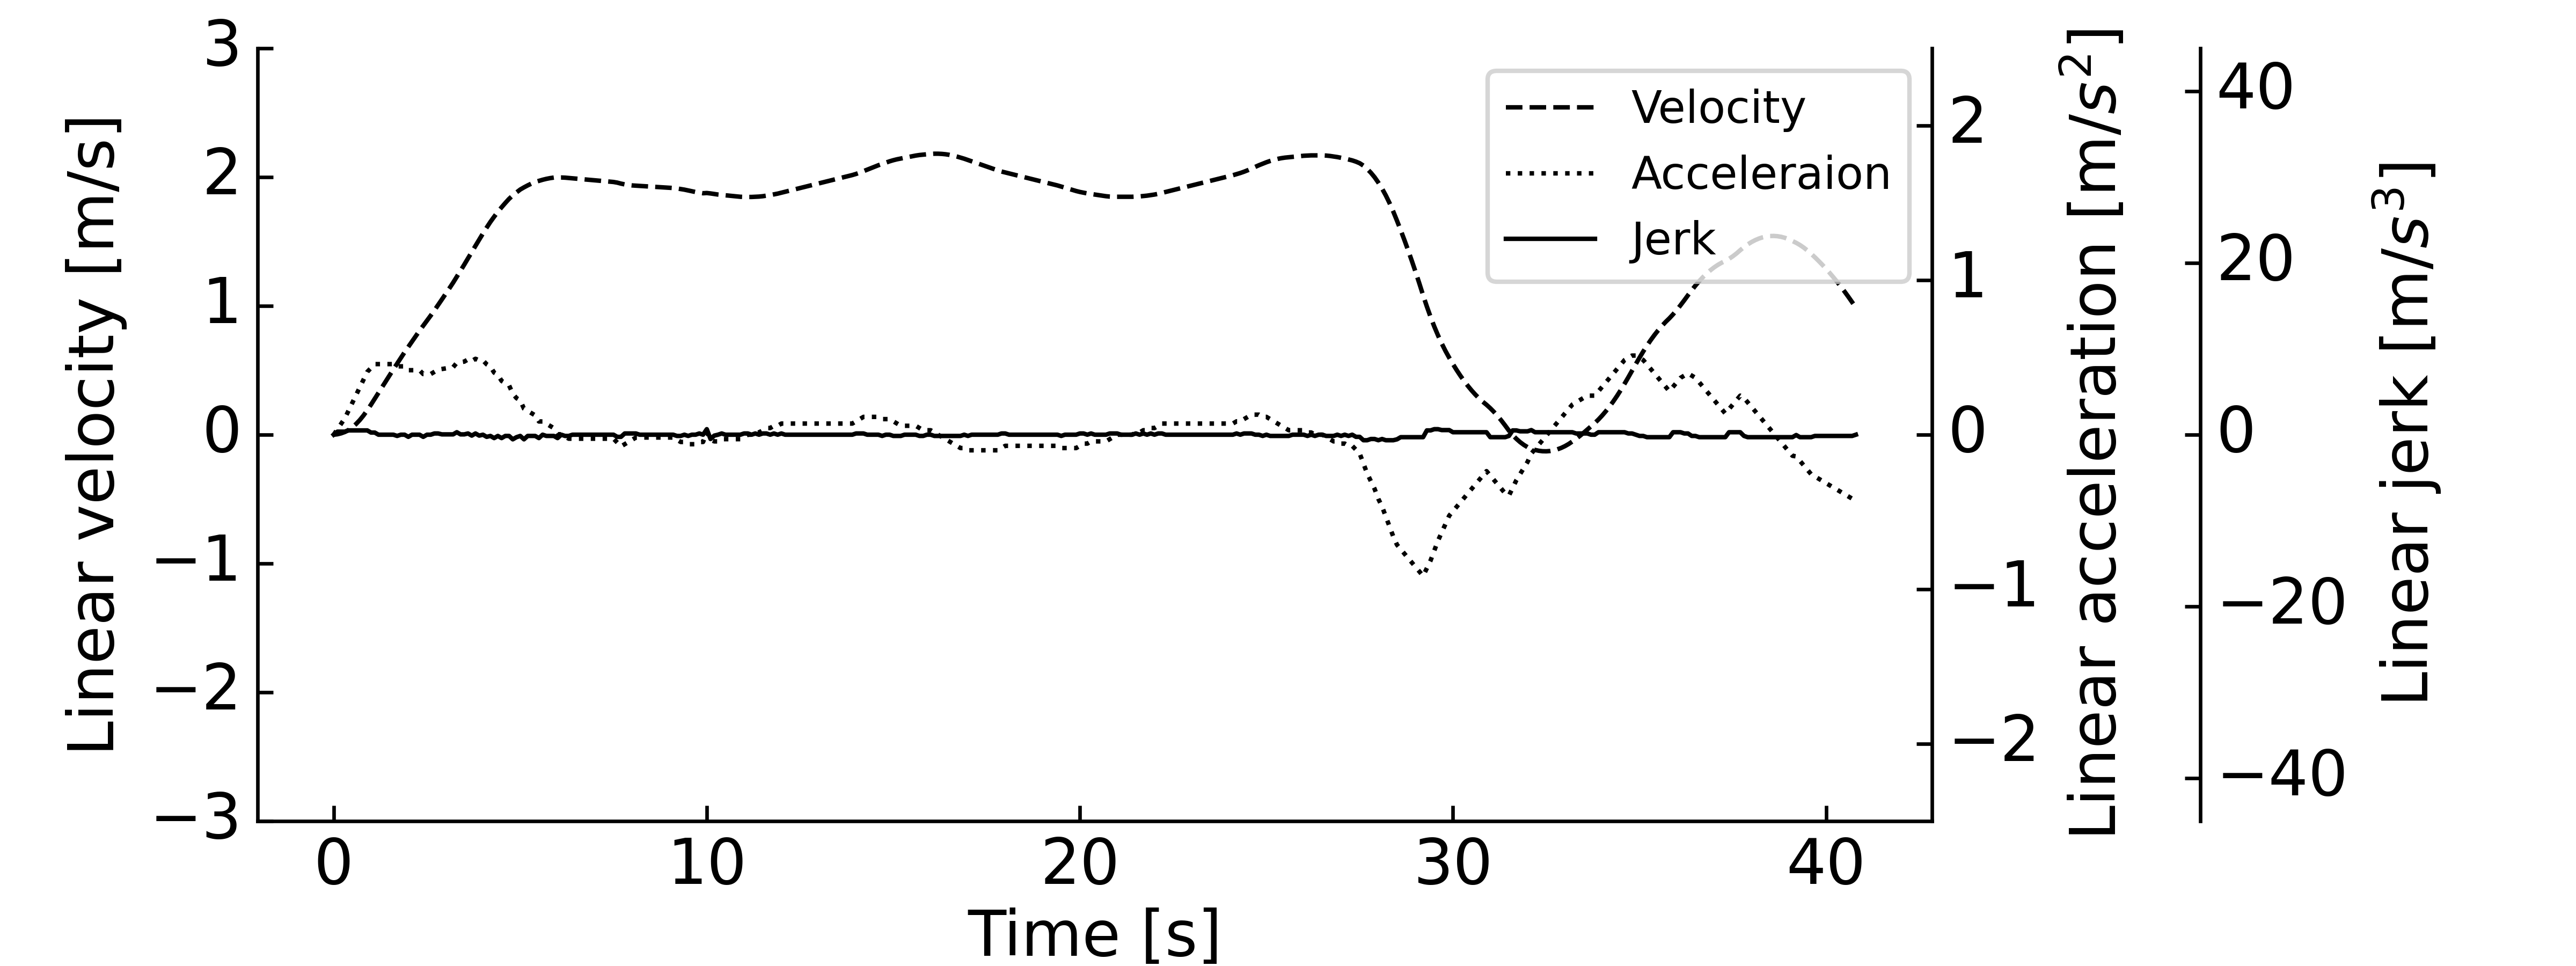 Linear velocity [m/s]
3
2
1
0
−1
−2
−3
0 10 20 30 40
Time [s]
Velocity
Acceleraion
Jerk
2
1
0
−1
−2
Linear acceleration [m/s²]
40
20
0
−20
−40
Linear jerk [m/s³]